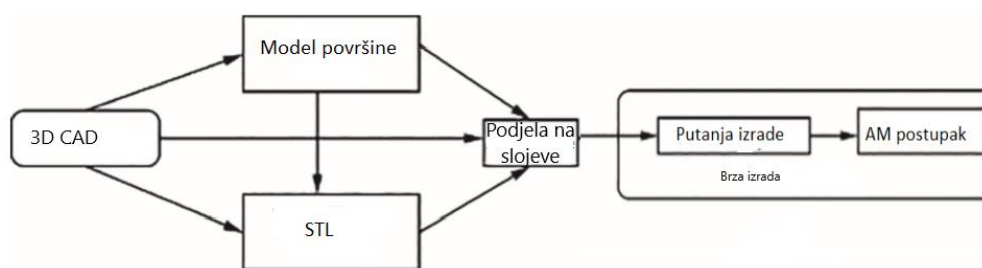 Model površine
3D CAD
Podjela na
slojeve
Putanja izrade
AM postupak
Brza izrada
STL